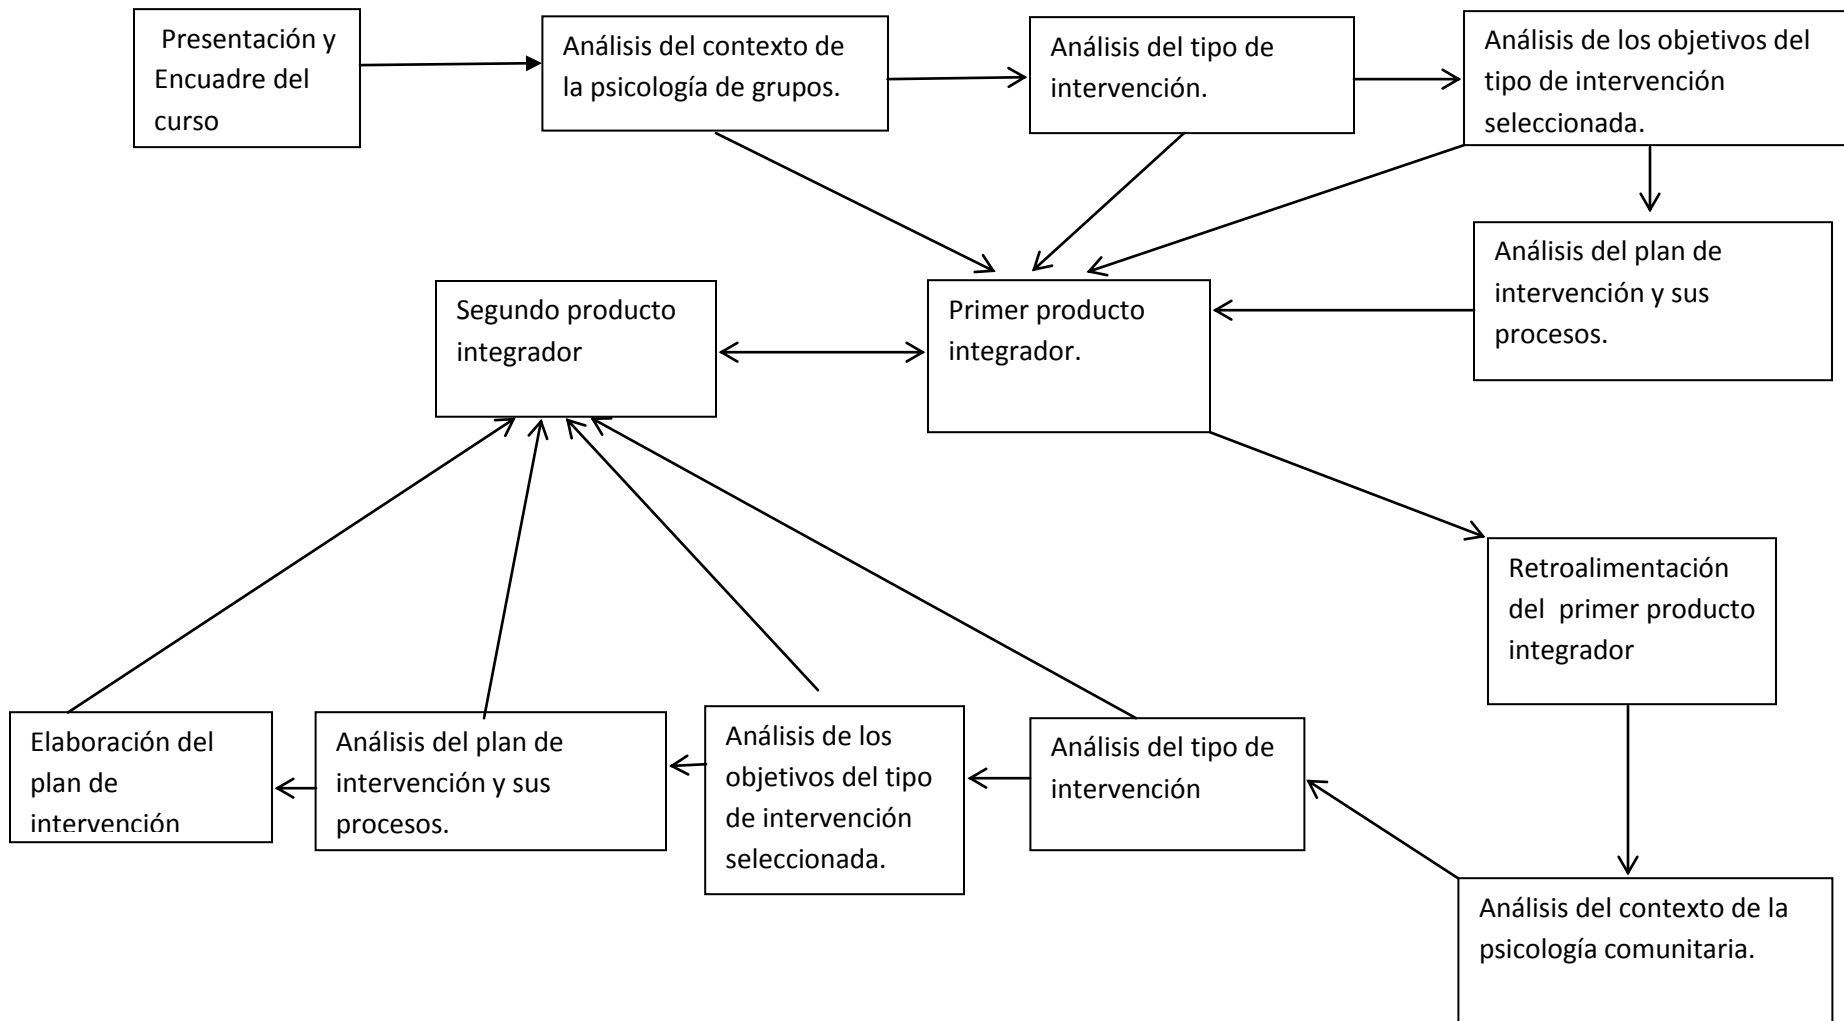 Presentación y
Encuadre del
curso
Análisis del contexto de
la psicología de grupos.
Análisis del tipo de
intervención.
Análisis de los objetivos del
tipo de intervención
seleccionada.
Análisis del plan de
intervención y sus
procesos.
Segundo producto
integrador
Primer producto
integrador.
Retroalimentación
del  primer producto
integrador
Elaboración del
plan de
intervención
Análisis del plan de
intervención y sus
procesos.
Análisis de los
objetivos del tipo
de intervención
seleccionada.
Análisis del tipo de
intervención
Análisis del contexto de la
psicología comunitaria.